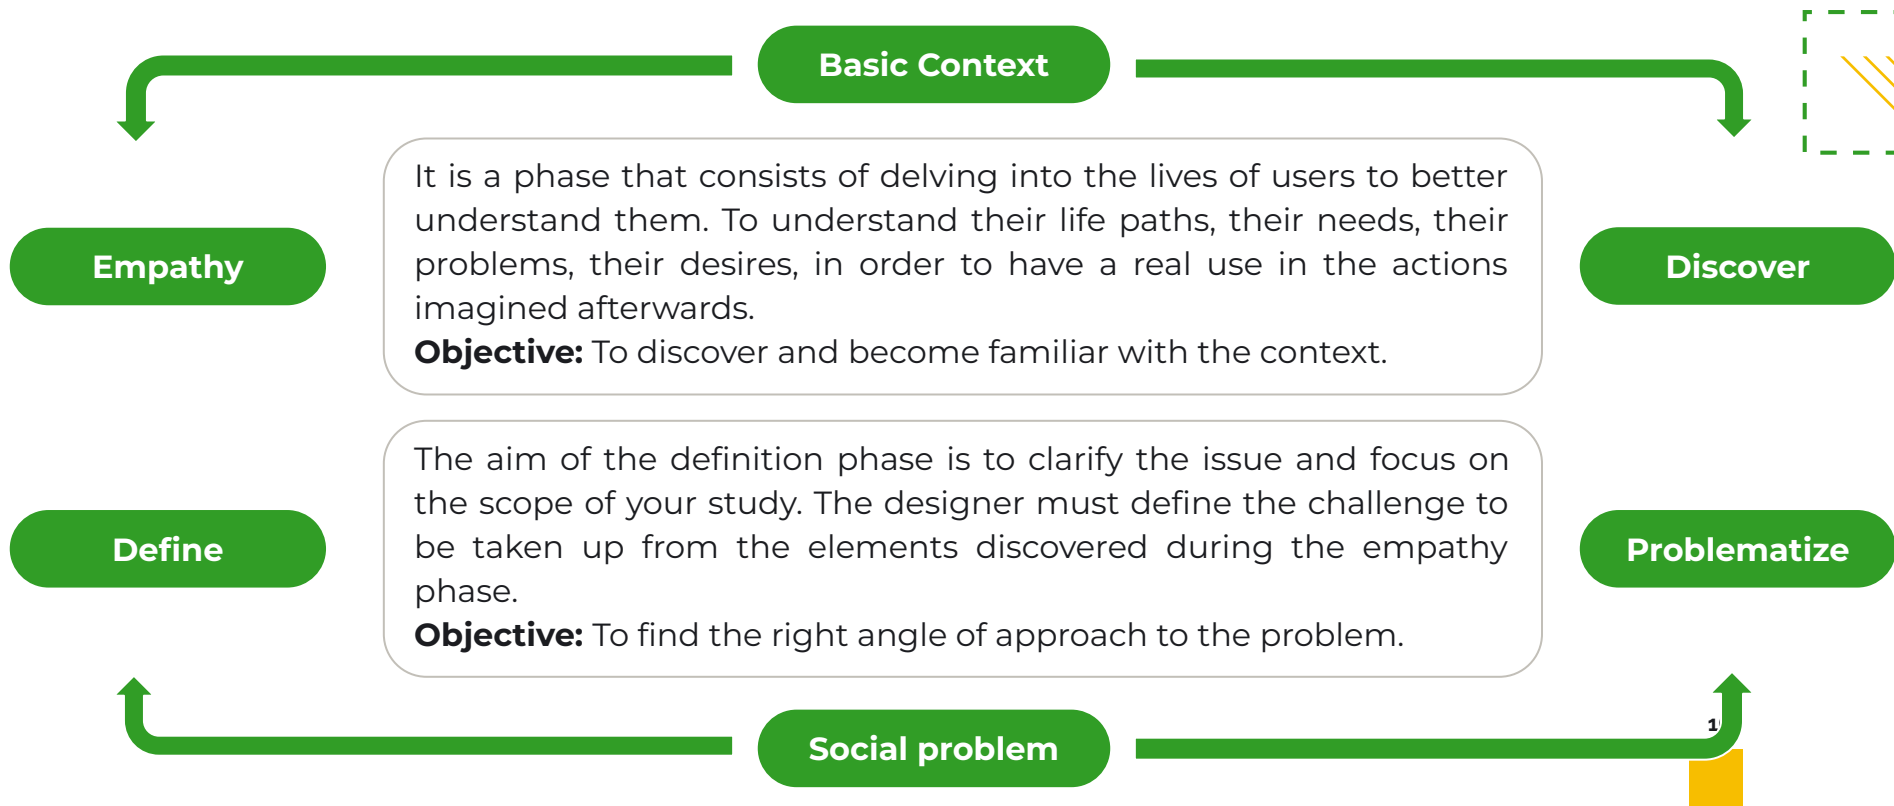 Basic Context
It is a phase that consists of delving into the lives of users to better
understand them. To understand their life paths, their needs, their
problems, their desires, in order to have a real use in the actions
imagined afterwards.
Objective: To discover and become familiar with the context.
Empathy
Discover
The aim of the definition phase is to clarify the issue and focus on
the scope of your study. The designer must define the challenge to
be taken up from the elements discovered during the empathy
phase.
Objective: To find the right angle of approach to the problem.
Define
Problematize
Social problem